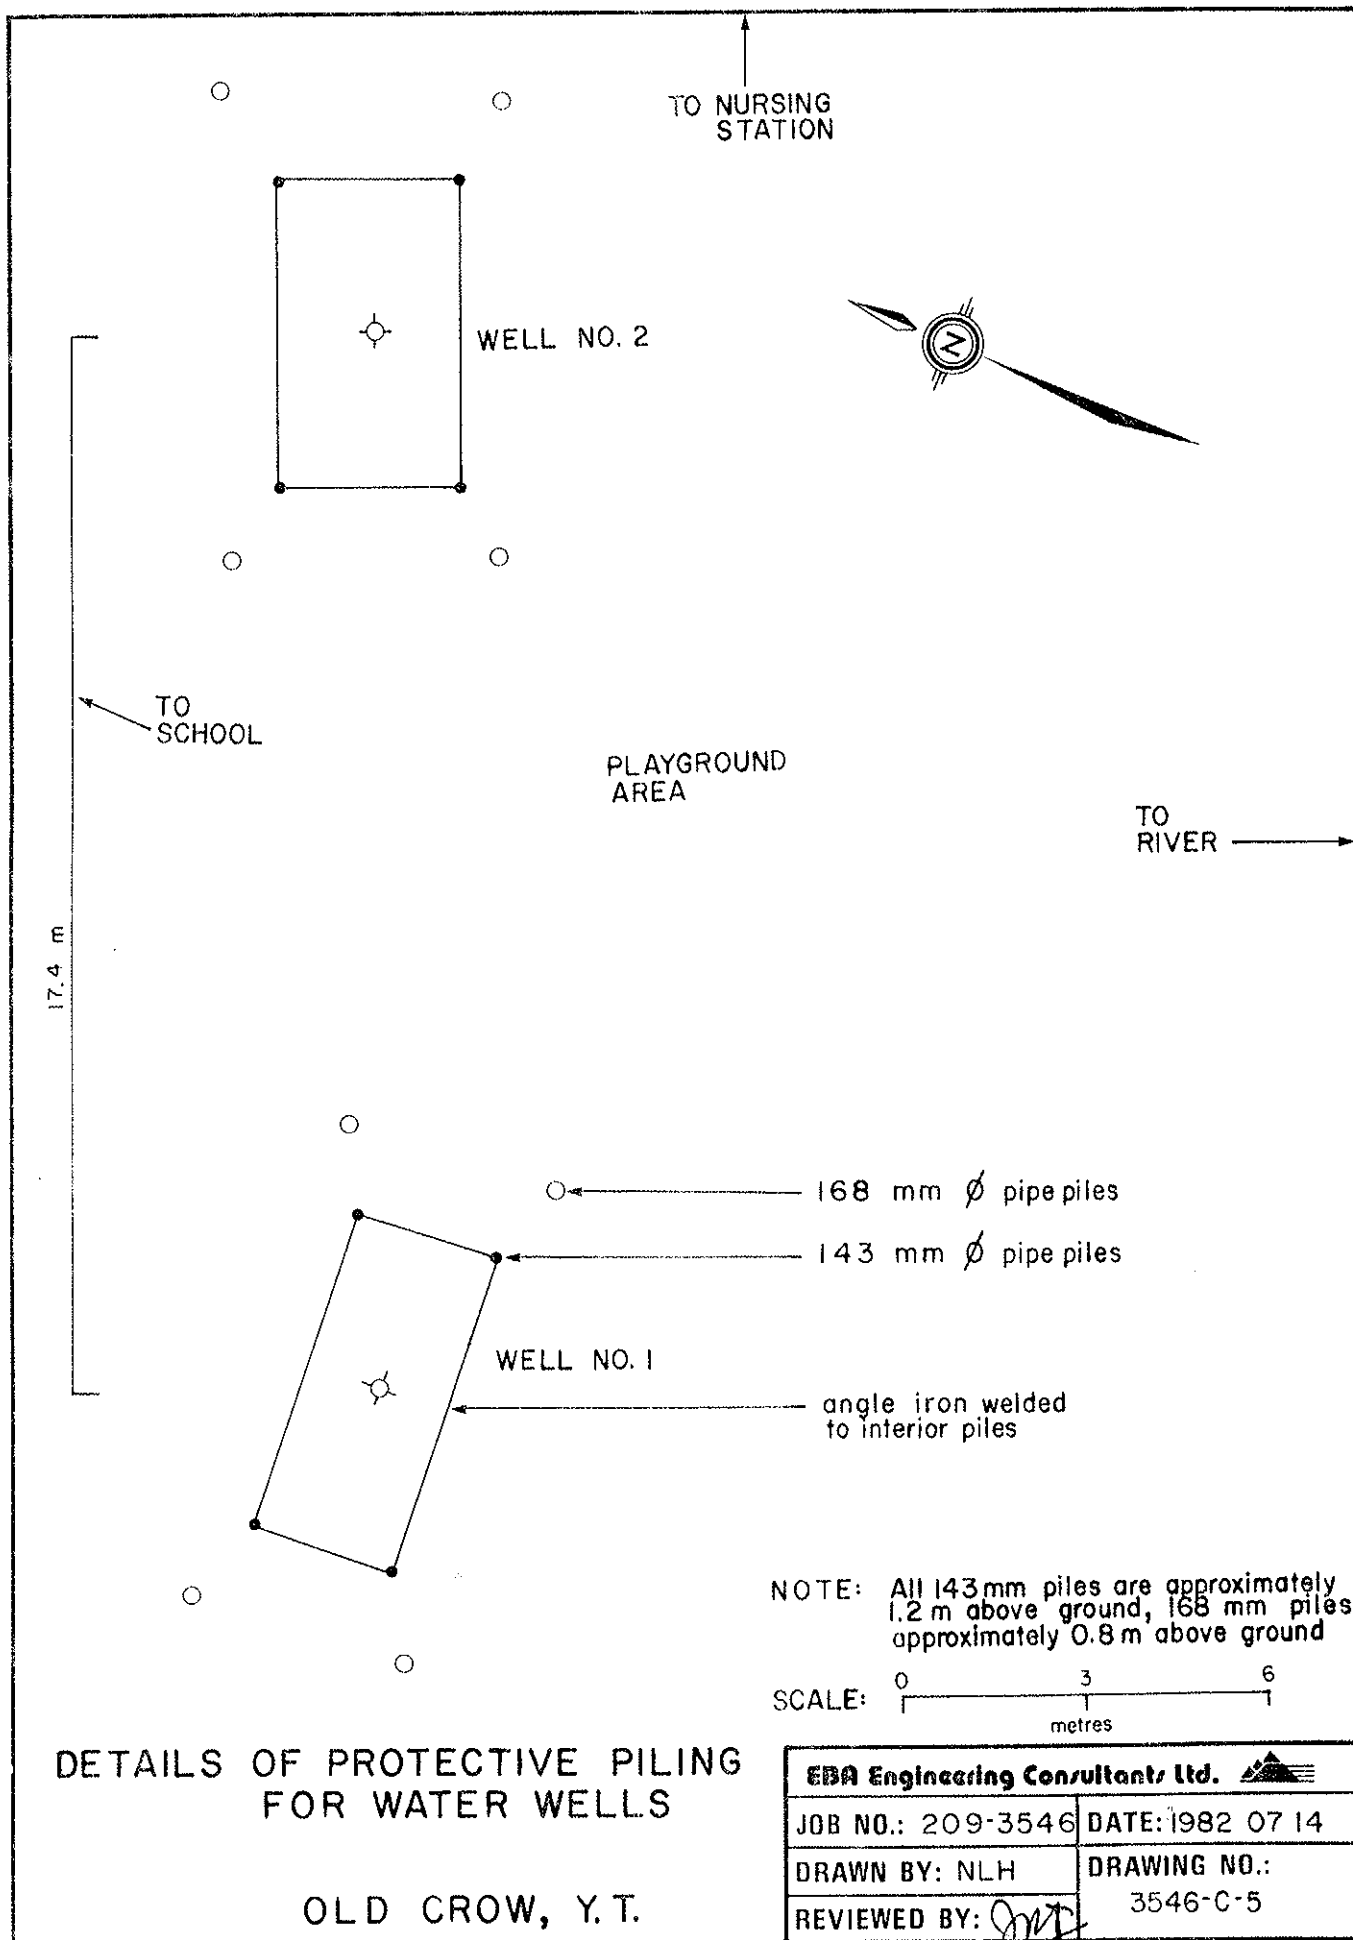 TO NURSING
STATION
WELL NO. 2
N
TO
SCHOOL
PLAYGROUND
AREA
TO
RIVER
17.4 m
168 mm Ø pipe piles
143 mm Ø pipe piles
WELL NO. 1
angle iron welded
to interior piles
NOTE: All 143 mm piles are approximately
1.2 m above ground, 168 mm piles
approximately 0.8 m above ground
SCALE: 0 3 6
metres
DETAILS OF PROTECTIVE PILING
FOR WATER WELLS
OLD CROW, Y.T.
EBA Engineering Consultants Ltd.
JOB NO.: 209-3546 DATE: 1982 07 14
DRAWN BY: NLH DRAWING NO.:
3546-C-5
REVIEWED BY: